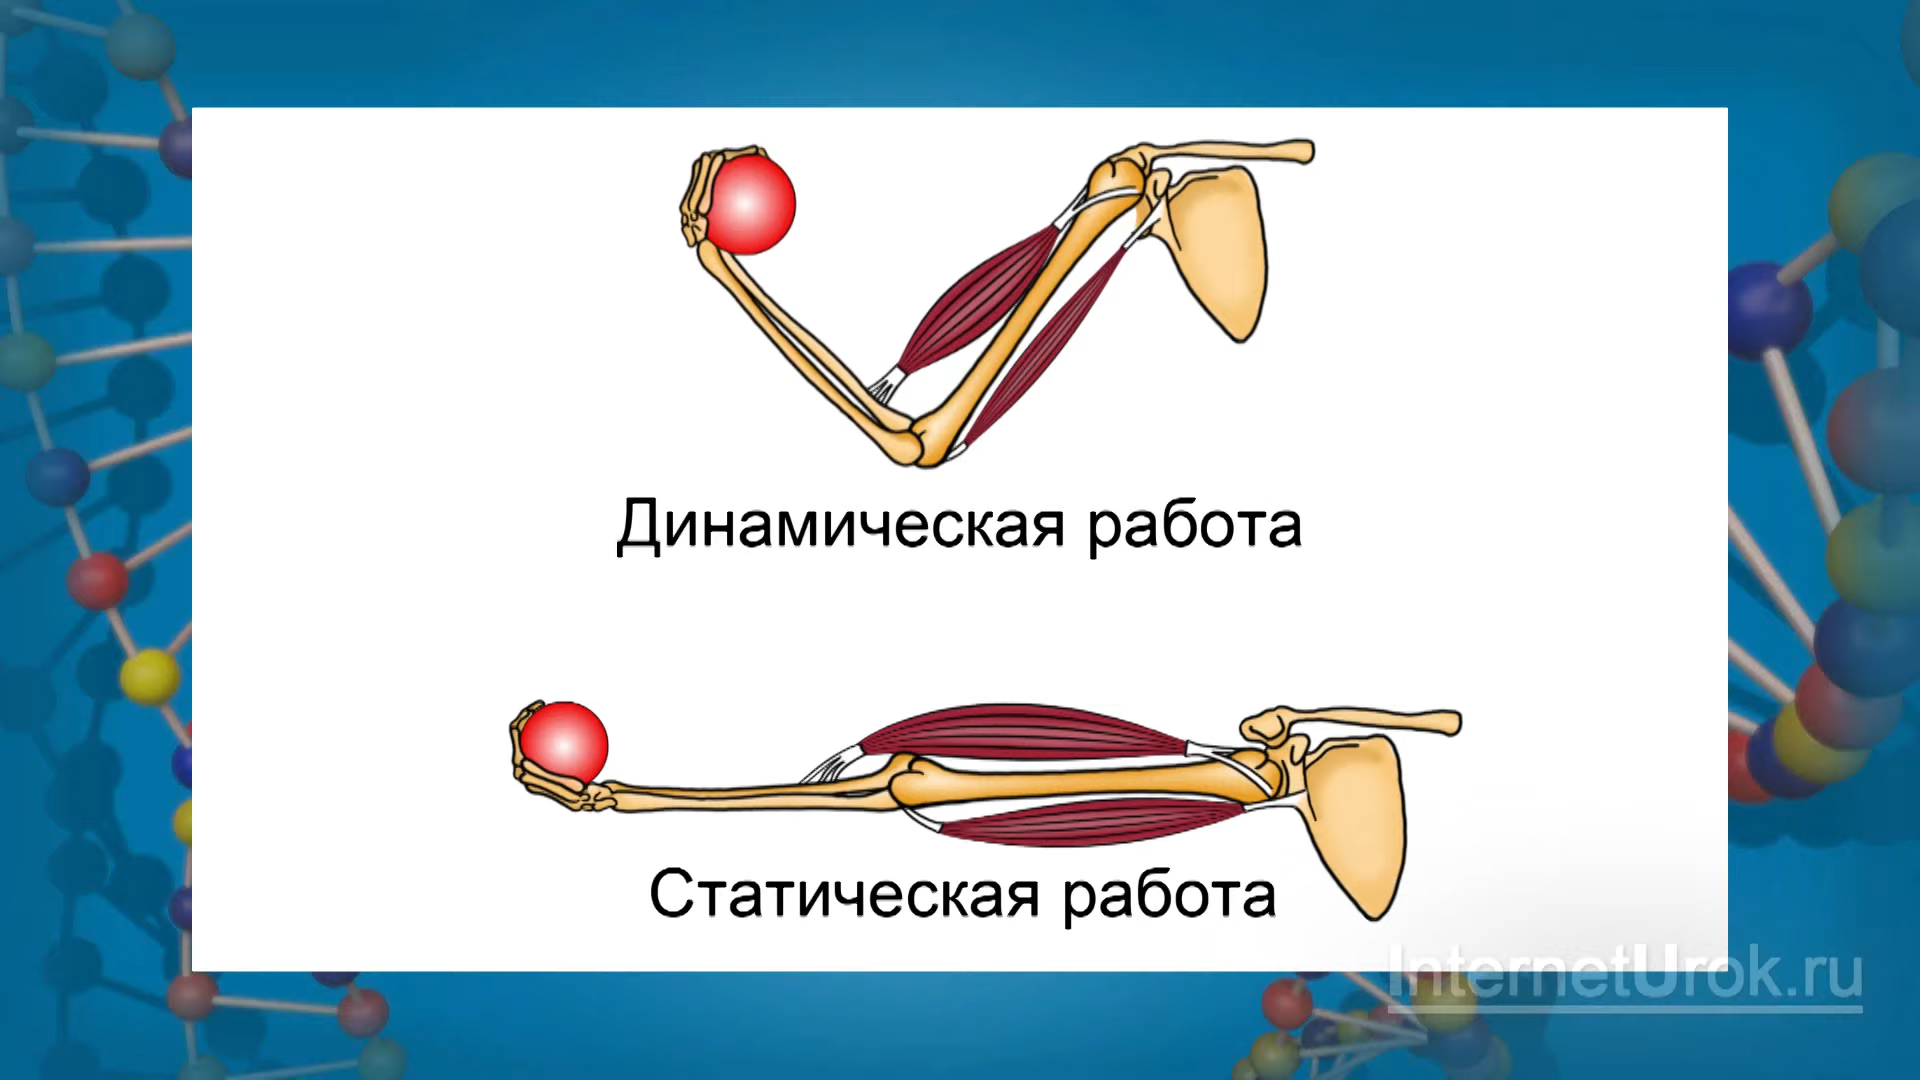 Динамическая работа
Статическая работа
InternetUrok.ru